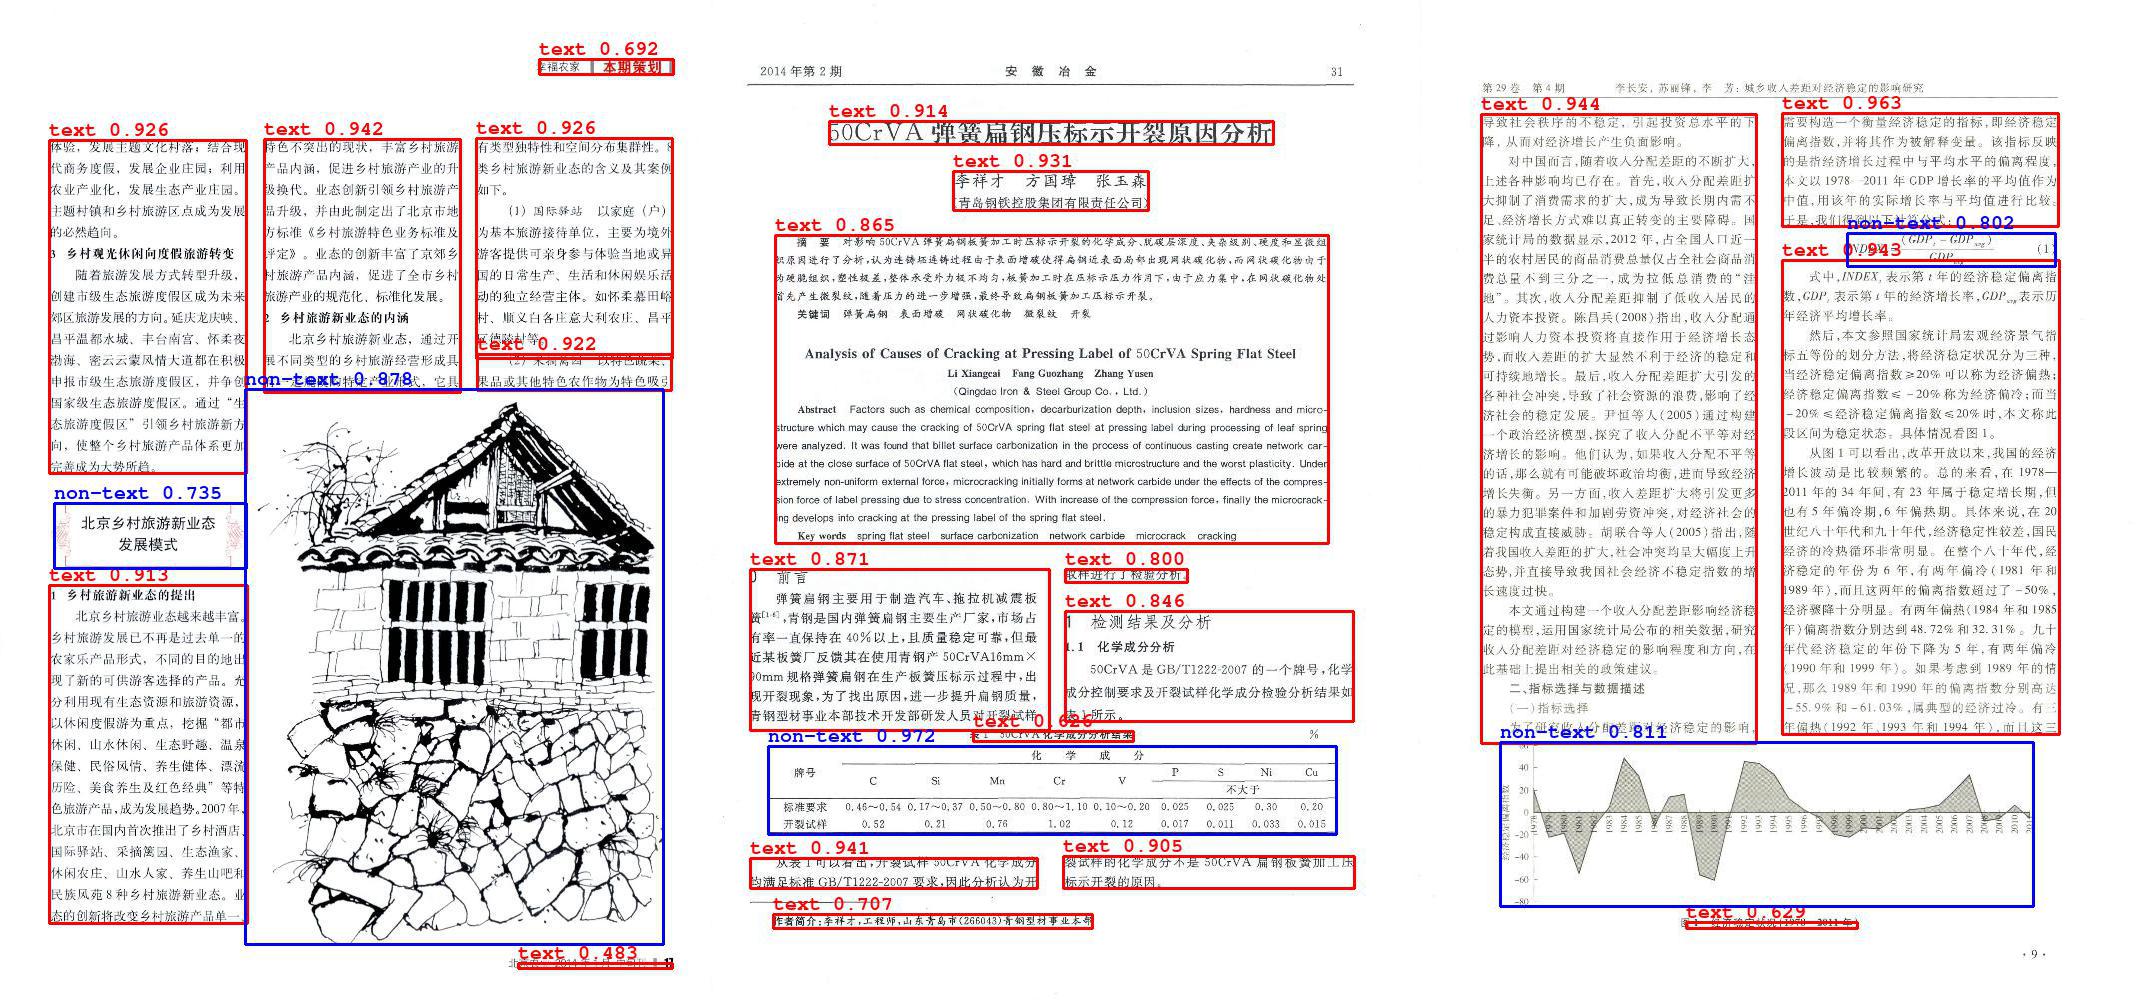 text 0.692
幸福农家 本期策划
text 0.926
体验，发展主题文化村落；结合现
代商务度假，发展企业庄园；利用
农业产业化，发展生态产业庄园。
主题村镇和乡村旅游区点成为发展
的必然趋向。
3 乡村观光休闲向度假旅游转变
随着旅游发展方式转型升级，
创建市级生态旅游度假区成为未来
郊区旅游发展的方向。延庆龙庆峡、
昌平温都水城、丰台南宫、怀柔夜
渤海、密云云蒙风情大道都在积极
申报市级生态旅游度假区，并争创
国家级生态旅游度假区。通过“生
态旅游度假区”引领乡村旅游新方
向，使整个乡村旅游产品体系更加
完善成为大势所趋。
non-text 0.735
北京乡村旅游新业态
发展模式
text 0.913
1 乡村旅游新业态的提出
北京乡村旅游业态越来越丰富。
乡村旅游发展已不再是过去单一的
农家乐产品形式，不同的目的地出
现了新的可供游客选择的产品。充
分利用现有生态资源和旅游资源，
以休闲度假游为重点，挖掘“都市
休闲、山水休闲、生态野趣、温泉
保健、民俗风情、养生健体、漂流
历险、美食养生及红色经典”等特
色旅游产品，成为发展趋势。2007年，
北京市在国内首次推出了乡村酒店、
国际驿站、采摘篱园、生态渔家、
休闲农庄、山水人家、养生山吧和
民族风苑8种乡村旅游新业态。业
态的创新将改变乡村旅游产品单一、
text 0.942
特色不突出的现状，丰富乡村旅游
产品内涵，促进乡村旅游产业的升
级换代。业态创新引领乡村旅游产
品升级，并由此制定出了北京市地
方标准《乡村旅游特色业务标准及
评定》。业态的创新丰富了京郊乡
村旅游产品内涵，促进了全市乡村
旅游产业的规范化、标准化发展。
2 乡村旅游新业态的内涵
北京乡村旅游新业态，通过开
展不同类型的乡村旅游经营形成具
non-text 0.878
text 0.926
有类型独特性和空间分布集群性。8
类乡村旅游新业态的含义及其案例
如下。
（1）国际驿站 以家庭（户）
为基本旅游接待单位，主要为境外
游客提供可亲身参与体验当地或异
国的日常生产、生活和休闲娱乐活
动的独立经营主体。如怀柔慕田峪
村、顺义白各庄意大利农庄、昌平
区德陵村等。
text 0.922
（2）采摘篱园 以特色蔬菜、
果品或其他特色农作物为特色吸引
text 0.483
2014年第2期
安徽冶金
31
text 0.914
50CrVA弹簧扁钢压标示开裂原因分析
text 0.931
李祥才 方国璋 张玉森
（青岛钢铁控股集团有限责任公司）
text 0.865
摘 要 对影响50CrVA弹簧扁钢板簧加工时压标示开裂的化学成分、脱碳层深度、夹杂级别、硬度和显微组
织原因进行了分析，认为连铸坯连铸过程由于表面增碳使得扁钢近表面局部出现网状碳化物，而网状碳化物由于
为硬脆组织，塑性极差，整体承受外力极不均匀，板簧加工时在压标示压力作用下，由于应力集中，在网状碳化物处
首先产生微裂纹，随着压力的进一步增强，最终导致扁钢板簧加工压标示开裂。
关键词 弹簧扁钢 表面增碳 网状碳化物 微裂纹 开裂
Analysis of Causes of Cracking at Pressing Label of 50CrVA Spring Flat Steel
Li Xiangcai Fang Guozhang Zhang Yusen
(Qingdao Iron & Steel Group Co., Ltd.)
Abstract Factors such as chemical composition, decarburization depth, inclusion sizes, hardness and micro-
structure which may cause the cracking of 50CrVA spring flat steel at pressing label during processing of leaf spring
were analyzed. It was found that billet surface carbonization in the process of continuous casting create network car-
bide at the close surface of 50CrVA flat steel, which has hard and brittle microstructure and the worst plasticity. Under
extremely non-uniform external force, microcracking initially forms at network carbide under the effects of the compres-
sion force of label pressing due to stress concentration. With increase of the compression force, finally the microcrack-
ing develops into cracking at the pressing label of the spring flat steel.
Key words spring flat steel surface carbonization network carbide microcrack cracking
text 0.871
0 前言
弹簧扁钢主要用于制造汽车、拖拉机减震板
簧[1-6]，青钢是国内弹簧扁钢主要生产厂家，市场占
有率一直保持在40%以上，且质量稳定可靠，但最
近某板簧厂反馈其在使用青钢产50CrVA16mm×
90mm规格弹簧扁钢在生产板簧压标示过程中，出
现开裂现象，为了找出原因，进一步提升扁钢质量，
青钢型材事业本部技术开发部研发人员对开裂试样
text 0.800
取样进行了检验分析。
text 0.846
1 检测结果及分析
1.1 化学成分分析
50CrVA是GB/T1222-2007的一个牌号，化学
成分控制要求及开裂试样化学成分检验分析结果如
表1所示。
text 0.626
表1 50CrVA化学成分分析结果 %
non-text 0.972
牌号 化学成分
C Si Mn Cr V P S Ni Cu
不大于
标准要求 0.46～0.54 0.17～0.37 0.50～0.80 0.80～1.10 0.10～0.20 0.025 0.025 0.30 0.20
开裂试样 0.52 0.21 0.76 1.02 0.12 0.017 0.011 0.033 0.015
text 0.941
从表1可以看出，开裂试样50CrVA化学成分
均满足标准GB/T1222-2007要求，因此分析认为开
text 0.905
裂试样的化学成分不是50CrVA扁钢板簧加工压
标示开裂的原因。
text 0.707
作者简介：李祥才，工程师，山东青岛市(266043)青钢型材事业本部
第29卷 第4期 李长安，苏丽锋，李 芳：城乡收入差距对经济稳定的影响研究
text 0.944
导致社会秩序的不稳定，引起投资总水平的下
降，从而对经济增长产生负面影响。
对中国而言，随着收入分配差距的不断扩大，
上述各种影响均已存在。首先，收入分配差距扩
大抑制了消费需求的扩大，成为导致长期内需不
足、经济增长方式难以真正转变的主要障碍。国
家统计局的数据显示，2012年，占全国人口近一
半的农村居民的商品消费总量仅占全社会商品消
费总量不到三分之一，成为拉低总消费的“洼
地”。其次，收入分配差距抑制了低收入居民的
人力资本投资。陈昌兵(2008)指出，收入分配通
过影响人力资本投资将直接作用于经济增长态
势，而收入差距的扩大显然不利于经济的稳定和
可持续地增长。最后，收入分配差距扩大引发的
各种社会冲突，导致了社会资源的浪费，影响了经
济社会的稳定发展。尹恒等人(2005)通过构建
一个政治经济模型，探究了收入分配不平等对经
济增长的影响。他们认为，如果收入分配不平等
的话，那么就有可能破坏政治均衡，进而导致经济
增长失衡。另一方面，收入差距扩大将引发更多
的暴力犯罪案件和加剧劳资冲突，对经济社会的
稳定构成直接威胁。胡联合等人(2005)指出，随
着我国收入差距的扩大，社会冲突均呈大幅度上升
态势，并直接导致我国社会经济不稳定指数的增
长速度过快。
本文通过构建一个收入分配差距影响经济稳
定的模型，运用国家统计局公布的相关数据，研究
收入分配差距对经济稳定的影响程度和方向，在
此基础上提出相关的政策建议。
二、指标选择与数据描述
（一）指标选择
为了研究收入分配差距对经济稳定的影响，
text 0.963
需要构造一个衡量经济稳定的指标，即经济稳定
偏离指数，并将其作为被解释变量。该指标反映
的是指经济增长过程中与平均水平的偏离程度，
本文以1978—2011年GDP增长率的平均值作为
中值，用该年的实际增长率与平均值进行比较。
于是，我们得到以下计算公式：
non-text 0.802
(1)
text 0.943
式中，INDEXt表示第t年的经济稳定偏离指
数，GDPt表示第t年的经济增长率，GDPavg表示历
年经济平均增长率。
然后，本文参照国家统计局宏观经济景气指
标五等份的划分方法，将经济稳定状况分为三种，
当经济稳定偏离指数≥20%可以称为经济偏热；
经济稳定偏离指数≤-20%称为经济偏冷；而当
-20%≤经济稳定偏离指数≤20%时，本文称此
段区间为稳定状态。具体情况看图1。
从图1可以看出，改革开放以来，我国的经济
增长波动是比较频繁的。总的来看，在1978—
2011年的34年间，有23年属于稳定增长期，但
也有5年偏冷期，6年偏热期。具体来说，在20
世纪八十年代和九十年代，经济稳定性较差，国民
经济的冷热循环非常明显。在整个八十年代，经
济稳定的年份为6年，有两年偏冷(1981年和
1989年)，而且这两年的偏离指数超过了-50%，
经济骤降十分明显。有两年偏热(1984年和1985
年)偏离指数分别达到48.72%和32.31%。九十
年代经济稳定的年份下降为5年，有两年偏冷
(1990年和1999年)。如果考虑到1989年的情
况，那么1989年和1990年的偏离指数分别高达
-55.9%和-61.03%，属典型的经济过冷。有三
年偏热(1992年、1993年和1994年)，而且这三
non-text 0.811
经济稳定偏离指数
40
20
0
-20
-40
-60
-80
text 0.629
图1 经济稳定状况(1978—2011年)
·9·